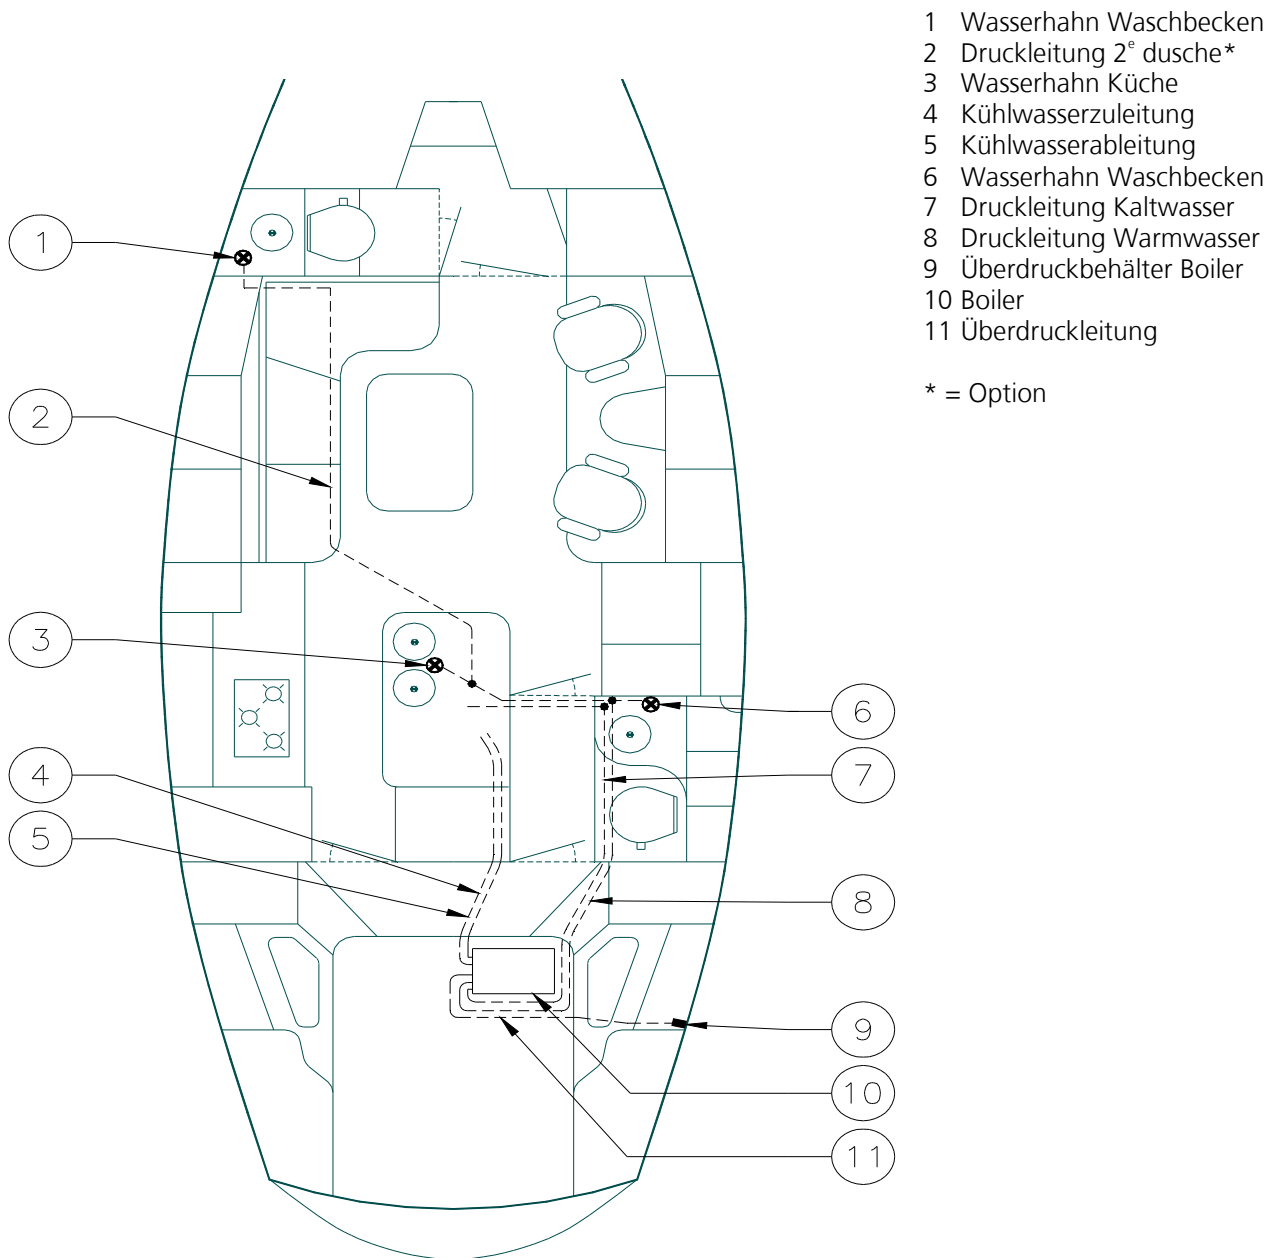 1 Wasserhahn Waschbecken
2 Druckleitung 2ᵉ dusche*
3 Wasserhahn Küche
4 Kühlwasserzuleitung
5 Kühlwasserableitung
6 Wasserhahn Waschbecken
7 Druckleitung Kaltwasser
8 Druckleitung Warmwasser
9 Überdruckbehälter Boiler
10 Boiler
11 Überdruckleitung
* = Option
1
2
3
4
5
6
7
8
9
10
11